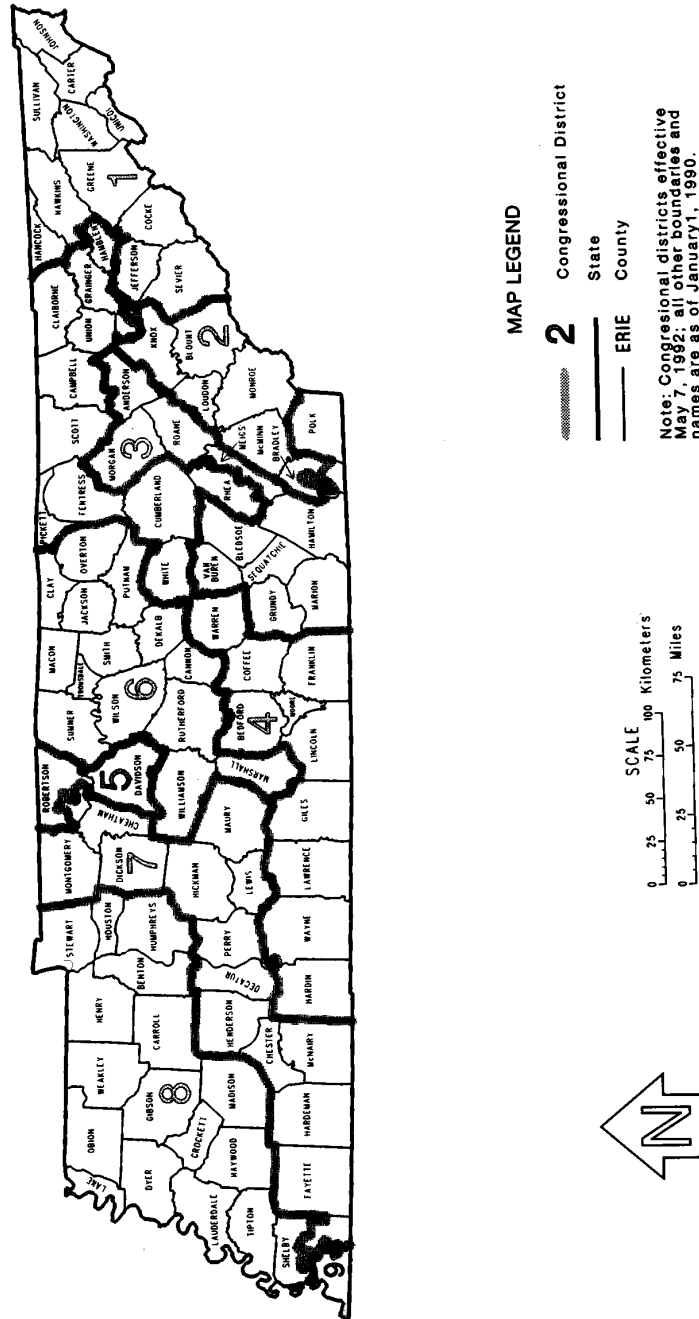 JOHNSON
SULLIVAN
CARTER
WASHINGTON
UNICOI
HAWKINS
GREENE
1
HANCOCK
HAMBLEN
COCKE
CLAIBORNE
GRAINGER
JEFFERSON
SEVIER
UNION
CAMPBELL
KNOX
BLOUNT
2
ANDERSON
LOUDON
MONROE
SCOTT
MORGAN
3
ROANE
MEIGS
McMINN
BRADLEY
POLK
PICKETT
FENTRESS
CUMBERLAND
RHEA
HAMILTON
CLAY
OVERTON
PUTNAM
WHITE
VAN
BUREN
BLEDSOE
SEQUATCHIE
JACKSON
WARREN
GRUNDY
MARION
MACON
TROUSDALE
SMITH
DEKALB
CANNON
COFFEE
FRANKLIN
SUMNER
WILSON
6
RUTHERFORD
BEDFORD
4
MOORE
LINCOLN
ROBERTSON
5
DAVIDSON
WILLIAMSON
MARSHALL
CHEATHAM
MAURY
GILES
MONTGOMERY
DICKSON
7
HICKMAN
LEWIS
LAWRENCE
STEWART
HOUSTON
HUMPHREYS
PERRY
WAYNE
BENTON
DECATUR
HARDIN
HENRY
CARROLL
HENDERSON
CHESTER
McNAIRY
WEAKLEY
GIBSON
8
MADISON
HARDEMAN
OBION
CROCKETT
HAYWOOD
FAYETTE
LAKE
DYER
LAUDERDALE
TIPTON
SHELBY
9
MAP LEGEND
2 Congressional District
State
ERIE County
Note: Congresional districts effective
May 7, 1992; all other boundaries and
names are as of January1, 1990.
SCALE
0 25 50 75 100 Kilometers
0 25 50 75 Miles
N